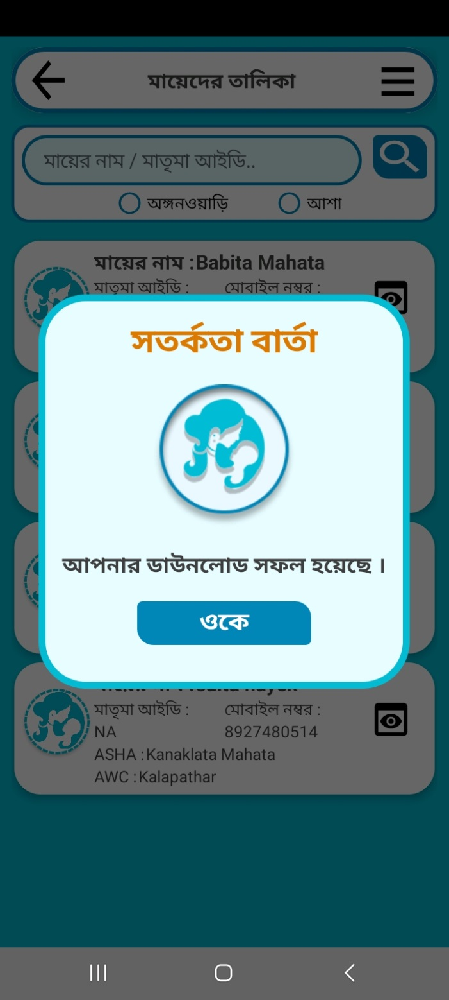 মায়েদের তালিকা
মায়ের নাম / মাতৃমা আইডি..
অঙ্গনওয়াড়ি আশা
মায়ের নাম :Babita Mahata
মাতৃমা আইডি : মোবাইল নম্বর :
সতর্কতা বার্তা
আপনার ডাউনলোড সফল হয়েছে ।
ওকে
মাতৃমা আইডি : মোবাইল নম্বর :
NA 8927480514
ASHA :Kanaklata Mahata
AWC :Kalapathar